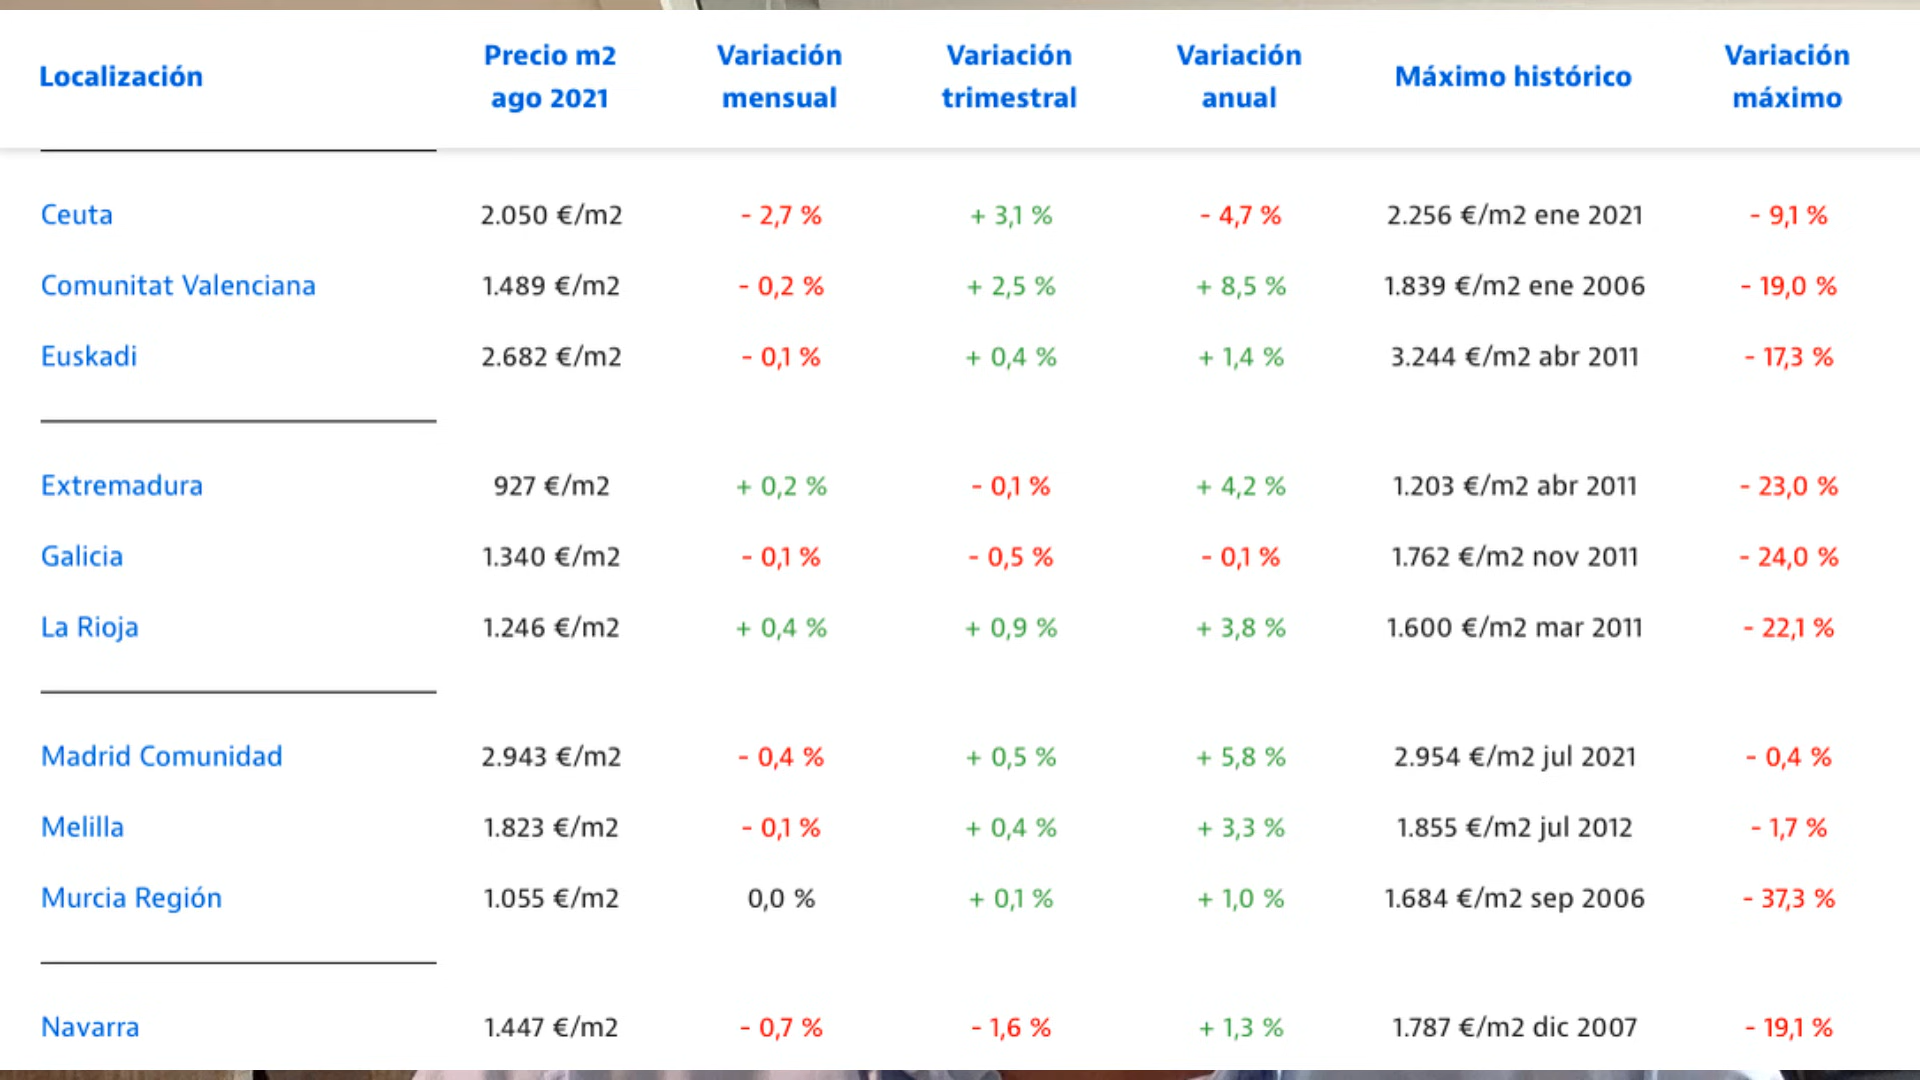 Localización Precio m2 ago 2021 Variación mensual Variación trimestral Variación anual Máximo histórico Variación máximo
Ceuta 2.050 €/m2 - 2,7 % + 3,1 % - 4,7 % 2.256 €/m2 ene 2021 - 9,1 %
Comunitat Valenciana 1.489 €/m2 - 0,2 % + 2,5 % + 8,5 % 1.839 €/m2 ene 2006 - 19,0 %
Euskadi 2.682 €/m2 - 0,1 % + 0,4 % + 1,4 % 3.244 €/m2 abr 2011 - 17,3 %
Extremadura 927 €/m2 + 0,2 % - 0,1 % + 4,2 % 1.203 €/m2 abr 2011 - 23,0 %
Galicia 1.340 €/m2 - 0,1 % - 0,5 % - 0,1 % 1.762 €/m2 nov 2011 - 24,0 %
La Rioja 1.246 €/m2 + 0,4 % + 0,9 % + 3,8 % 1.600 €/m2 mar 2011 - 22,1 %
Madrid Comunidad 2.943 €/m2 - 0,4 % + 0,5 % + 5,8 % 2.954 €/m2 jul 2021 - 0,4 %
Melilla 1.823 €/m2 - 0,1 % + 0,4 % + 3,3 % 1.855 €/m2 jul 2012 - 1,7 %
Murcia Región 1.055 €/m2 0,0 % + 0,1 % + 1,0 % 1.684 €/m2 sep 2006 - 37,3 %
Navarra 1.447 €/m2 - 0,7 % - 1,6 % + 1,3 % 1.787 €/m2 dic 2007 - 19,1 %